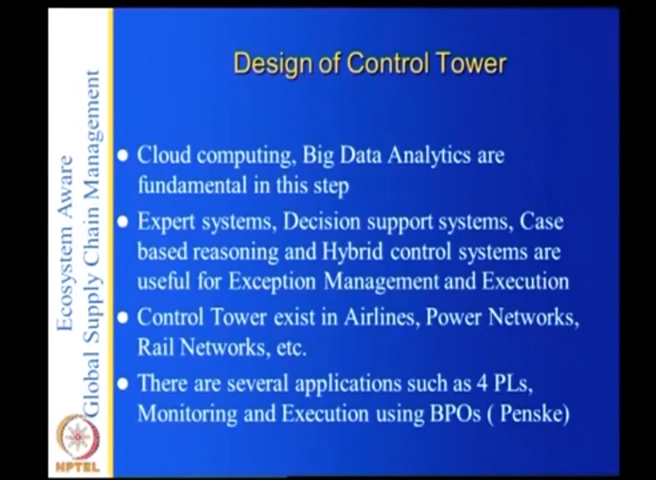 Design of Control Tower
Cloud computing, Big Data Analytics are
fundamental in this step
Expert systems, Decision support systems, Case
based reasoning and Hybrid control systems are
useful for Exception Management and Execution
Control Tower exist in Airlines, Power Networks,
Rail Networks, etc.
There are several applications such as 4 PLs,
Monitoring and Execution using BPOs ( Penske)
Ecosystem Aware
Global Supply Chain Management
NPTEL